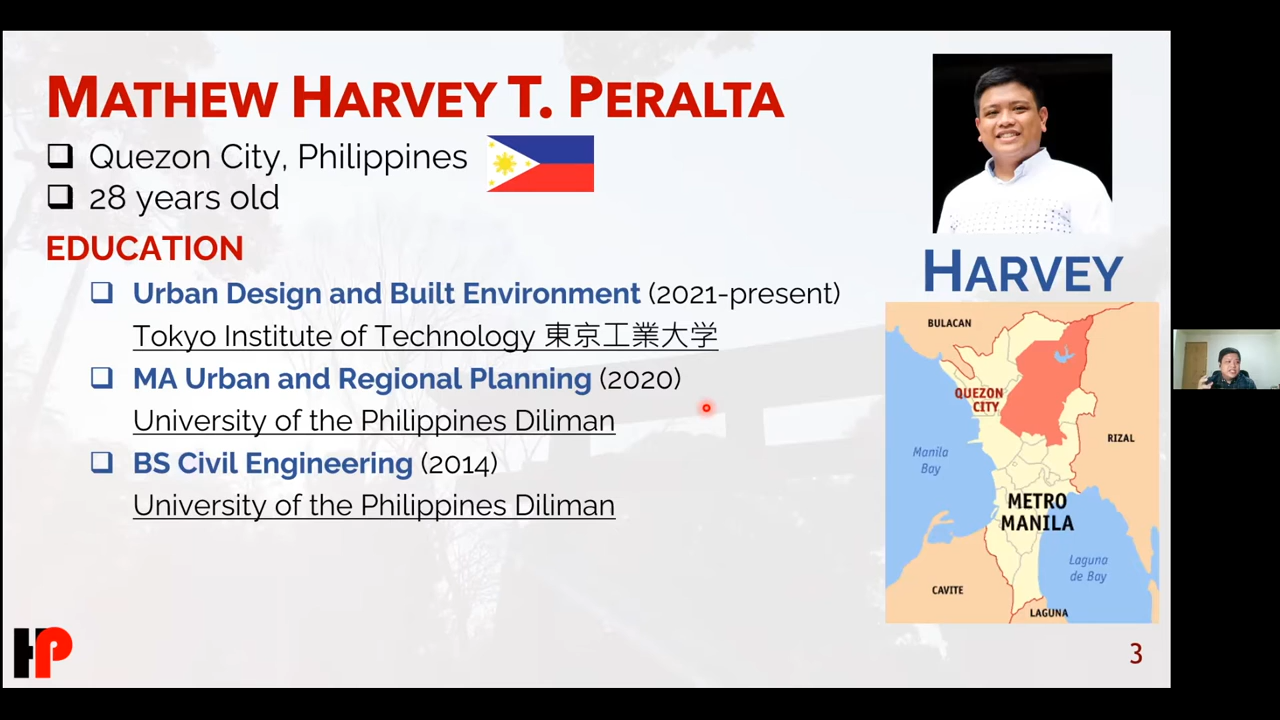 MATHEW HARVEY T. PERALTA
Quezon City, Philippines
28 years old
EDUCATION
Urban Design and Built Environment (2021-present)
Tokyo Institute of Technology 東京工業大学
MA Urban and Regional Planning (2020)
University of the Philippines Diliman
BS Civil Engineering (2014)
University of the Philippines Diliman
HARVEY
BULACAN
QUEZON
CITY
RIZAL
Manila
Bay
METRO
MANILA
Laguna
de Bay
CAVITE
LAGUNA
HP
3